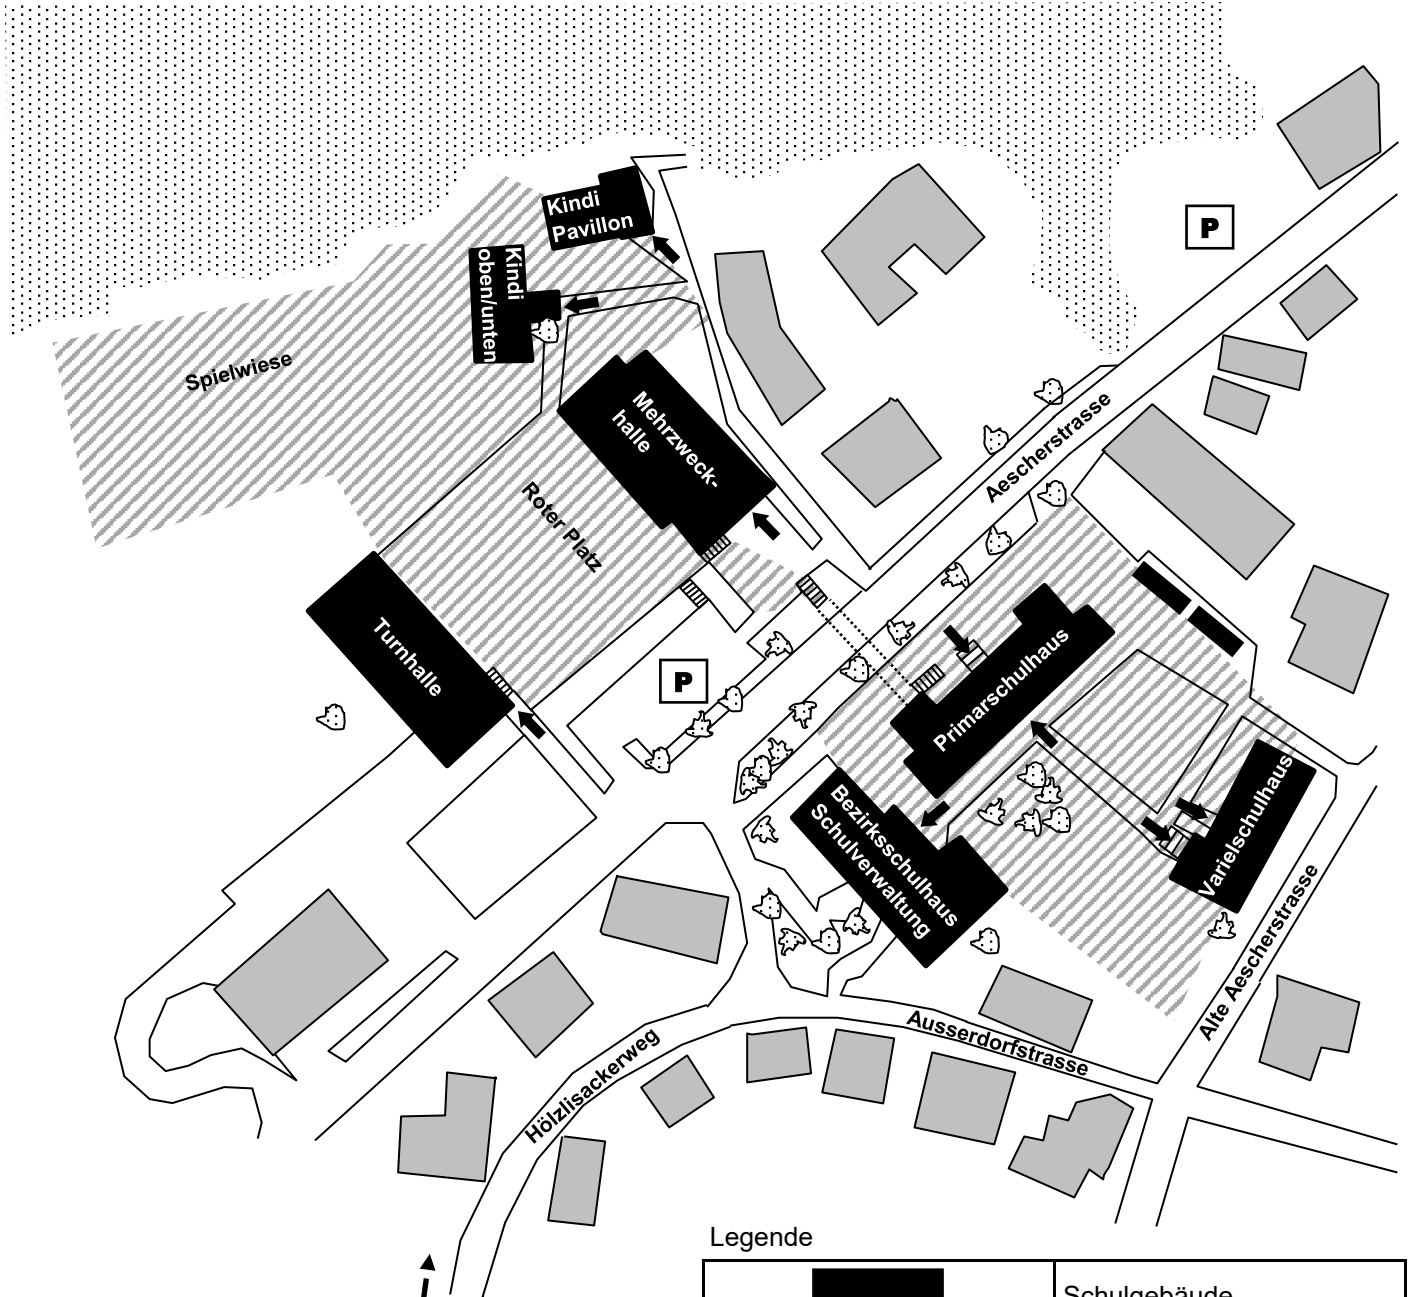 Kindi
Pavillon
Kindi
oben/unten
P
Spielwiese
Mehrzweck-
halle
Aescherstrasse
Roter Platz
Turnhalle
P
Primarschulhaus
Bezirksschulhaus
Schulverwaltung
Varielschulhaus
Alte Aescherstrasse
Ausserdorfstrasse
Hölzlisackerweg
Legende
Schulgebäude